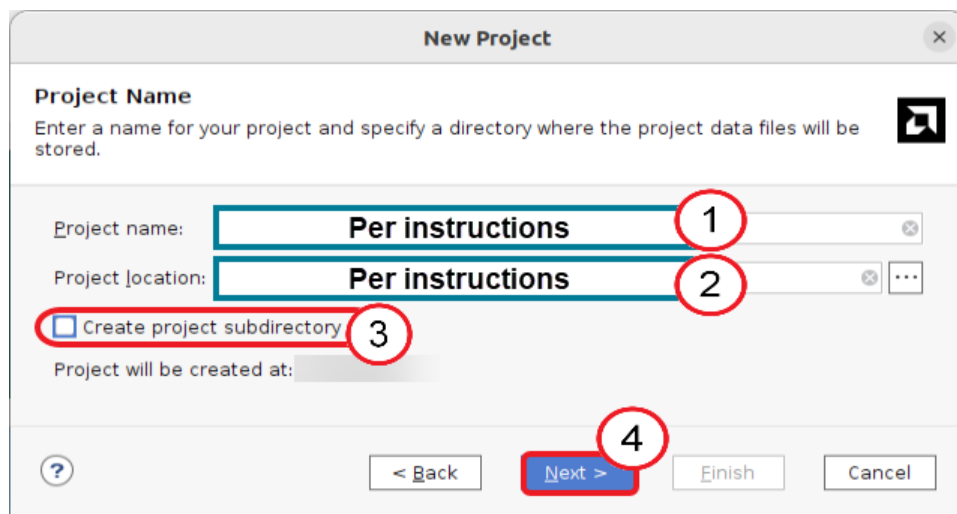 New Project
Project Name
Enter a name for your project and specify a directory where the project data files will be
stored.
Project name: Per instructions 1
Project location: Per instructions 2 ...
Create project subdirectory 3
Project will be created at:
4
? < Back Next > Finish Cancel